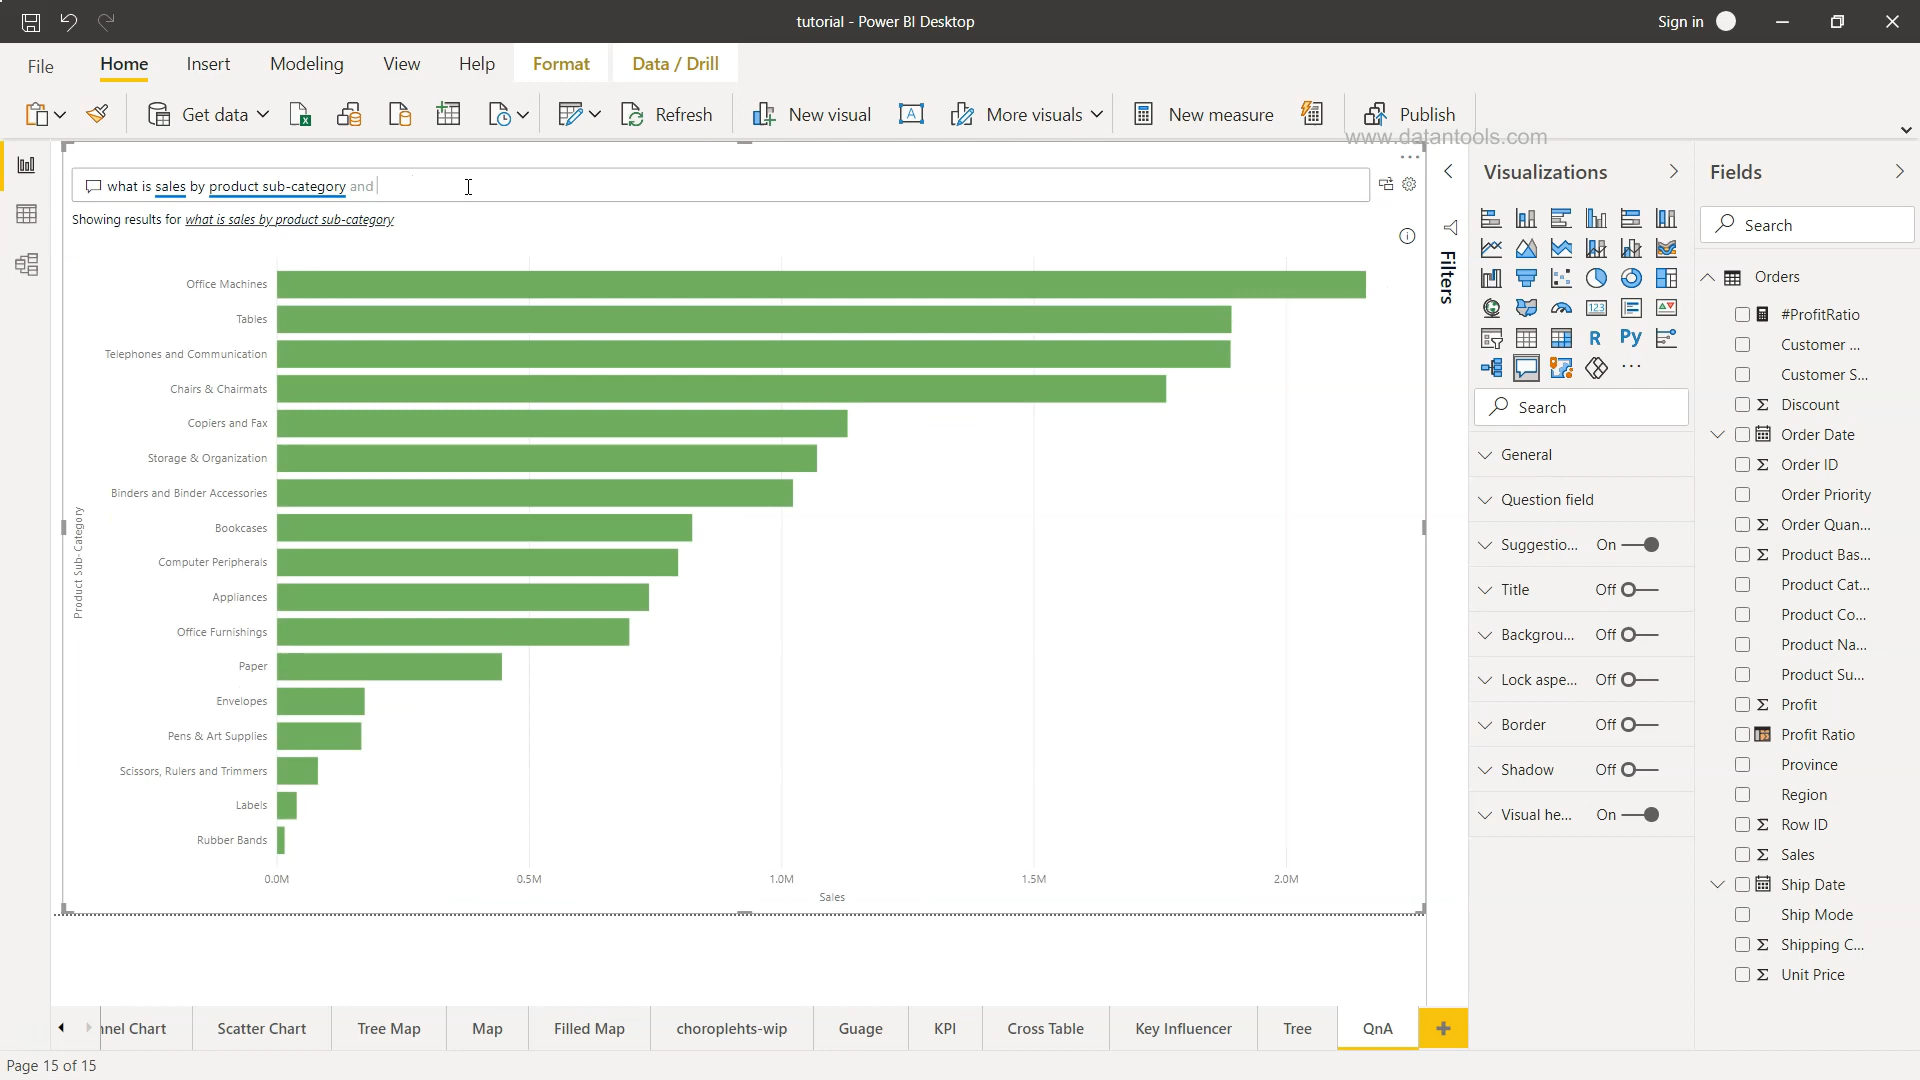 tutorial - Power BI Desktop
Sign in
File
Home
Insert
Modeling
View
Help
Format
Data / Drill
Get data
Refresh
New visual
More visuals
New measure
Publish
www.datantools.com
what is sales by product sub-category and
Showing results for what is sales by product sub-category
Product Sub- Category
Office Machines
Tables
Telephones and Communication
Chairs & Chairmats
Copiers and Fax
Storage & Organization
Binders and Binder Accessories
Bookcases
Computer Peripherals
Appliances
Office Furnishings
Paper
Envelopes
Pens & Art Supplies
Scissors, Rulers and Trimmers
Labels
Rubber Bands
0.0M
0.5M
1.0M
1.5M
2.0M
Sales
Filters
Visualizations
123
R
Py
Search
General
Question field
Suggestio... On
Title Off
Backgrou... Off
Lock aspe... Off
Border Off
Shadow Off
Visual he... On
Fields
Search
Orders
#ProfitRatio
Customer ...
Customer S...
Discount
Order Date
Order ID
Order Priority
Order Quan...
Product Bas...
Product Cat...
Product Co...
Product Na...
Product Su...
Profit
Profit Ratio
Province
Region
Row ID
Sales
Ship Date
Ship Mode
Shipping C...
Unit Price
nnel Chart
Scatter Chart
Tree Map
Map
Filled Map
choroplehts-wip
Guage
KPI
Cross Table
Key Influencer
Tree
QnA
Page 15 of 15